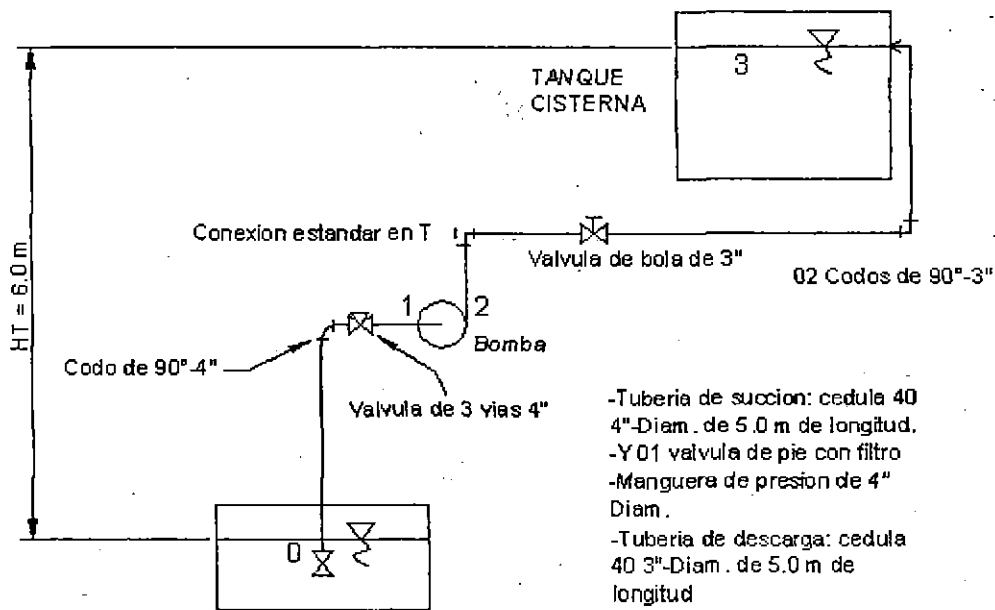 TANQUE
CISTERNA
3
HT = 6.0 m
Conexion estandar en T
Valvula de bola de 3"
02 Codos de 90°-3"
1
2
Bomba
Codo de 90°-4"
Valvula de 3 vias 4"
-Tuberia de succion: cedula 40
4"-Diam. de 5.0 m de longitud.
-Y 01 valvula de pie con filtro
-Manguera de presion de 4"
Diam.
-Tuberia de descarga: cedula
40 3"-Diam. de 5.0 m de
longitud
0